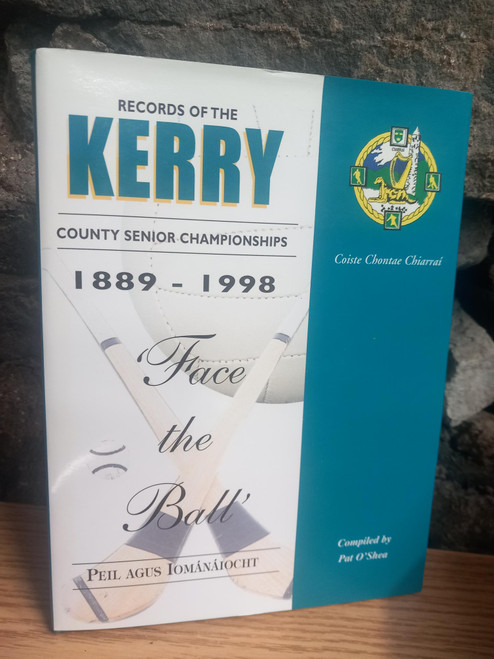 RECORDS OF THE
KERRY
COUNTY SENIOR CHAMPIONSHIPS
1889 - 1998
'Face
the
Ball'
PEIL AGUS IOMÁNÁIOCHT
Coiste Chontae Chiarraí
Compiled by
Pat O'Shea